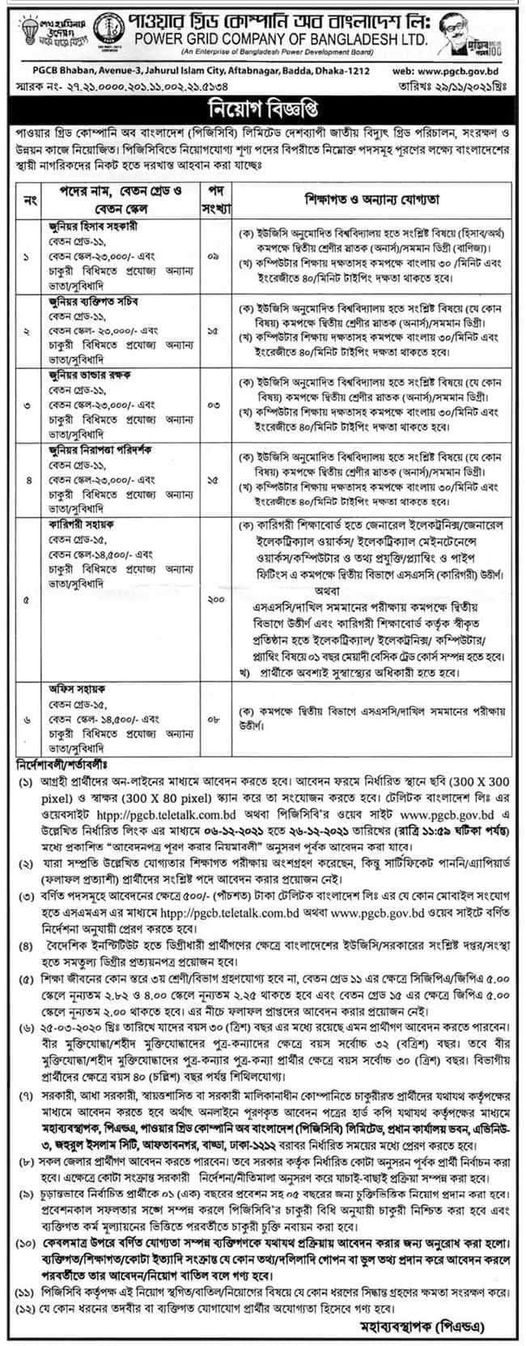 পাওয়ার গ্রিড কোম্পানি অব বাংলাদেশ লি:
POWER GRID COMPANY OF BANGLADESH LTD.
(An Enterprise of Bangladesh Power Development Board)
PGCB Bhaban, Avenue-3, Jahurul Islam City, Aftabnagar, Badda, Dhaka-1212 web: www.pgcb.gov.bd
স্মারক নং- ২৭.২১.০০০০.২০১.১১.০০২.২১.৫১৩৪ তারিখঃ ২৯/১১/২০২১খ্রিঃ
নিয়োগ বিজ্ঞপ্তি
পাওয়ার গ্রিড কোম্পানি অব বাংলাদেশ (পিজিসিবি) লিমিটেড দেশব্যাপী জাতীয় বিদ্যুৎ গ্রিড পরিচালন, সংরক্ষণ ও
উন্নয়ন কাজে নিয়োজিত। পিজিসিবিতে নিয়োগযোগ্য শূণ্য পদের বিপরীতে নিম্নোক্ত পদসমূহ পূরণের লক্ষ্যে বাংলাদেশের
স্থায়ী নাগরিকদের নিকট হতে দরখাস্ত আহবান করা যাচ্ছেঃ
নং পদের নাম, বেতন গ্রেড ও বেতন স্কেল পদ সংখ্যা শিক্ষাগত ও অন্যান্য যোগ্যতা
১
জুনিয়র হিসাব সহকারী
বেতন গ্রেড-১১,
বেতন স্কেল-২৩,০০০/- এবং
চাকুরী বিধিমতে প্রযোজ্য অন্যান্য
ভাতা/সুবিধাদি
০৯
(ক) ইউজিসি অনুমোদিত বিশ্ববিদ্যালয় হতে সংশ্লিষ্ট বিষয়ে (হিসাব/অর্থ)
কমপক্ষে দ্বিতীয় শ্রেণীর স্নাতক (অনার্স)/সমমান ডিগ্রী (বাণিজ্য)।
(খ) কম্পিউটার শিক্ষায় দক্ষতাসহ কমপক্ষে বাংলায় ৩০ /মিনিট এবং
ইংরেজীতে ৪০/মিনিট টাইপিং দক্ষতা থাকতে হবে।
২
জুনিয়র ব্যক্তিগত সচিব
বেতন গ্রেড-১১,
বেতন স্কেল- ২৩,০০০/- এবং
চাকুরী বিধিমতে প্রযোজ্য অন্যান্য
ভাতা/সুবিধাদি
১৫
(ক) ইউজিসি অনুমোদিত বিশ্ববিদ্যালয় হতে সংশ্লিষ্ট বিষয়ে (যে কোন
বিষয়) কমপক্ষে দ্বিতীয় শ্রেণীর স্নাতক (অনার্স)/সমমান ডিগ্রী।
(খ) কম্পিউটার শিক্ষায় দক্ষতাসহ কমপক্ষে বাংলায় ৩০/মিনিট এবং
ইংরেজীতে ৪০/মিনিট টাইপিং দক্ষতা থাকতে হবে।
৩
জুনিয়র ভান্ডার রক্ষক
বেতন গ্রেড-১১,
বেতন স্কেল-২৩,০০০/- এবং
চাকুরী বিধিমতে প্রযোজ্য অন্যান্য
ভাতা/সুবিধাদি
০৩
(ক) ইউজিসি অনুমোদিত বিশ্ববিদ্যালয় হতে সংশ্লিষ্ট বিষয়ে (যে কোন
বিষয়) কমপক্ষে দ্বিতীয় শ্রেণীর স্নাতক (অনার্স)/সমমান ডিগ্রী।
(খ) কম্পিউটার শিক্ষায় দক্ষতাসহ কমপক্ষে বাংলায় ৩০/মিনিট এবং
ইংরেজীতে ৪০/মিনিট টাইপিং দক্ষতা থাকতে হবে।
৪
জুনিয়র নিরাপত্তা পরিদর্শক
বেতন গ্রেড-১১,
বেতন স্কেল-২৩,০০০/- এবং
চাকুরী বিধিমতে প্রযোজ্য অন্যান্য
ভাতা/সুবিধাদি
১৫
(ক) ইউজিসি অনুমোদিত বিশ্ববিদ্যালয় হতে সংশ্লিষ্ট বিষয়ে (যে কোন
বিষয়) কমপক্ষে দ্বিতীয় শ্রেণীর স্নাতক (অনার্স)/সমমান ডিগ্রী।
(খ) কম্পিউটার শিক্ষায় দক্ষতাসহ কমপক্ষে বাংলায় ৩০/মিনিট এবং
ইংরেজীতে ৪০/মিনিট টাইপিং দক্ষতা থাকতে হবে।
৫
কারিগরী সহায়ক
বেতন গ্রেড-১৫,
বেতন স্কেল-১৪,৫০০/- এবং
চাকুরী বিধিমতে প্রযোজ্য অন্যান্য
ভাতা/সুবিধাদি
২০০
(ক) কারিগরী শিক্ষাবোর্ড হতে জেনারেল ইলেকট্রনিক্স/জেনারেল
ইলেকট্রিক্যাল ওয়ার্কস/ ইলেকট্রিক্যাল মেইনটেনেন্স
ওয়ার্কস/কম্পিউটার ও তথ্য প্রযুক্তি/প্ল্যাম্বিং ও পাইপ
ফিটিংস এ কমপক্ষে দ্বিতীয় বিভাগে এসএসসি (কারিগরী) উত্তীর্ণ।
অথবা
এসএসসি/দাখিল সমমানের পরীক্ষায় কমপক্ষে দ্বিতীয়
বিভাগে উত্তীর্ণ এবং কারিগরী শিক্ষাবোর্ড কর্তৃক স্বীকৃত
প্রতিষ্ঠান হতে ইলেকট্রিক্যাল/ ইলেকট্রনিক্স/ কম্পিউটার/
প্ল্যাম্বিং বিষয়ে ০১ বছর মেয়াদী বেসিক ট্রেড কোর্স সম্পন্ন হতে হবে।
খ) প্রার্থীকে অবশ্যই সুস্বাস্থ্যের অধিকারী হতে হবে।
৬
অফিস সহায়ক
বেতন গ্রেড-১৫,
বেতন স্কেল- ১৪,৫০০/- এবং
চাকুরী বিধিমতে প্রযোজ্য অন্যান্য
ভাতা/সুবিধাদি
০৮
(ক) কমপক্ষে দ্বিতীয় বিভাগে এসএসসি/দাখিল সমমানের পরীক্ষায়
উত্তীর্ণ।
নির্দেশাবলী/শর্তাবলীঃ
(১) আগ্রহী প্রার্থীদের অন-লাইনের মাধ্যমে আবেদন করতে হবে। আবেদন ফরমে নির্ধারিত স্থানে ছবি (300 X 300
pixel) ও স্বাক্ষর (300 X 80 pixel) স্ক্যান করে তা সংযোজন করতে হবে। টেলিটক বাংলাদেশ লিঃ এর
ওয়েবসাইট htpp://pgcb.teletalk.com.bd অথবা পিজিসিবি'র ওয়েব সাইট www.pgcb.gov.bd এ
উল্লেখিত নির্ধারিত লিংক এর মাধ্যমে ০৬-১২-২০২১ হতে ২৬-১২-২০২১ তারিখের (রাত্রি ১১:৫৯ ঘটিকা পর্যন্ত)
মধ্যে প্রকাশিত “আবেদনপত্র পূরণ করার নিয়মাবলী” অনুসরণ পূর্বক আবেদন করা যাবে।
(২) যারা সম্প্রতি উল্লেখিত যোগ্যতার শিক্ষাগত পরীক্ষায় অংশগ্রহণ করেছেন, কিন্তু সার্টিফিকেট পাননি/এ্যাপিয়ার্ড
(ফলাফল প্রত্যাশী) প্রার্থীদের সংশ্লিষ্ট পদে আবেদন করার প্রয়োজন নেই।
(৩) বর্ণিত পদসমূহে আবেদনের ক্ষেত্রে ৫০০/- (পাঁচশত) টাকা টেলিটক বাংলাদেশ লিঃ এর যে কোন মোবাইল সংযোগ
হতে এসএমএস এর মাধ্যমে htpp://pgcb.teletalk.com.bd অথবা www.pgcb.gov.bd ওয়েব সাইটে বর্ণিত
নির্দেশনা অনুযায়ী প্রেরণ করতে হবে।
(৪) বৈদেশিক ইনস্টিটিউট হতে ডিগ্রীধারী প্রার্থীগণের ক্ষেত্রে বাংলাদেশের ইউজিসি/সরকারের সংশ্লিষ্ট দপ্তর/সংস্থা
হতে সমতুল্য ডিগ্রীর প্রত্যয়নপত্র প্রয়োজন হবে।
(৫) শিক্ষা জীবনের কোন স্তরে ৩য় শ্রেণী/বিভাগ গ্রহণযোগ্য হবে না, বেতন গ্রেড ১১ এর ক্ষেত্রে সিজিপিএ/জিপিএ ৫.০০
স্কেলে নূন্যতম ২.৮২ ও ৪.০০ স্কেলে নূন্যতম ২.২৫ থাকতে হবে এবং বেতন গ্রেড ১৫ এর ক্ষেত্রে জিপিএ ৫.০০
স্কেলে নূন্যতম ২.০০ থাকতে হবে। এর নীচে ফলাফল প্রাপ্তদের আবেদন করার প্রয়োজন নেই।
(৬) ২৫-০৩-২০২০ খ্রিঃ তারিখে যাদের বয়স ৩০ (ত্রিশ) বছর এর মধ্যে রয়েছে এমন প্রার্থীগণ আবেদন করতে পারবেন।
বীর মুক্তিযোদ্ধা/শহীদ মুক্তিযোদ্ধাদের পুত্র-কন্যাদের ক্ষেত্রে বয়স সর্বোচ্চ ৩২ (বত্রিশ) বছর। তবে বীর
মুক্তিযোদ্ধা/শহীদ মুক্তিযোদ্ধাদের পুত্র-কন্যার পুত্র-কন্যা প্রার্থীর ক্ষেত্রে বয়স সর্বোচ্চ ৩০ (ত্রিশ) বছর। বিভাগীয়
প্রার্থীদের ক্ষেত্রে বয়স ৪০ (চল্লিশ) বছর পর্যন্ত শিথিলযোগ্য।
(৭) সরকারী, আধা সরকারী, স্বায়ত্তশাসিত বা সরকারী মালিকানাধীন কোম্পানিতে চাকুরীরত প্রার্থীদের যথাযথ কর্তৃপক্ষের
মাধ্যমে আবেদন করতে হবে অর্থাৎ অনলাইনে পূরণকৃত আবেদন পত্রের হার্ড কপি যথাযথ কর্তৃপক্ষের মাধ্যমে
মহাব্যবস্থাপক, পিএন্ডএ, পাওয়ার গ্রিড কোম্পানি অব বাংলাদেশ (পিজিসিবি) লিমিটেড, প্রধান কার্যালয় ভবন, এভিনিউ-
৩, জহুরুল ইসলাম সিটি, আফতাবনগর, বাড্ডা, ঢাকা-১২১২ বরাবর নির্ধারিত সময়ের মধ্যে প্রেরণ করতে হবে।
(৮) সকল জেলার প্রার্থীগণ আবেদন করতে পারবেন। তবে সরকার কর্তৃক নির্ধারিত কোটা অনুসরন পূর্বক প্রার্থী নির্বাচন করা
হবে। এক্ষেত্রে কোটা সংক্রান্ত সরকারী নির্দেশনা/নীতিমালা অনুসরণ করে যাচাই-বাছাই প্রক্রিয়া সম্পন্ন করা হবে।
(৯) চূড়ান্তভাবে নির্বাচিত প্রার্থীকে ০১ (এক) বছরের প্রবেশন সহ ০৫ বছরের জন্য চুক্তিভিত্তিক নিয়োগ প্রদান করা হবে।
প্রবেশনকাল সফলতার সঙ্গে সম্পন্ন করলে পিজিসিবি'র চাকুরী বিধি অনুযায়ী চাকুরী নিশ্চিত করা হবে এবং
ব্যক্তিগত কর্ম মূল্যায়নের ভিত্তিতে পরবর্তীতে চাকুরী চুক্তি নবায়ন করা হবে।
(১০) কেবলমাত্র উপরে বর্ণিত যোগ্যতা সম্পন্ন ব্যক্তিগণকে যথাযথ প্রক্রিয়ায় আবেদন করার জন্য অনুরোধ করা হলো।
ব্যক্তিগত/শিক্ষাগত/কোটা ইত্যাদি সংক্রান্ত যে কোন তথ্য/দলিলাদি গোপন বা ভুল তথ্য প্রদান করে আবেদন করলে
পরবর্তীতে তার আবেদন/নিয়োগ বাতিল বলে গণ্য হবে।
(১১) পিজিসিবি কর্তৃপক্ষ এই নিয়োগ স্থগিত/বাতিল/নিয়োগের বিষয়ে যে কোন ধরণের সিদ্ধান্ত গ্রহণের ক্ষমতা সংরক্ষণ করে।
(১২) যে কোন ধরনের তদবীর বা ব্যক্তিগত যোগাযোগ প্রার্থীর অযোগ্যতা হিসেবে গণ্য হবে।
মহাব্যবস্থাপক (পিএন্ডএ)